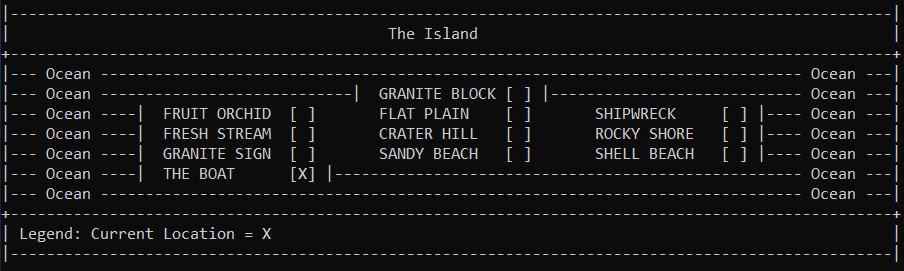 |--------------------------------------------------------------------------------------------------|
|                                          The Island                                              |
+--------------------------------------------------------------------------------------------------+
|--- Ocean ------------------------------------------------------------------------------ Ocean ---|
|--- Ocean ----------------------------|  GRANITE BLOCK [ ] |---------------------------- Ocean ---|
|--- Ocean ----|  FRUIT ORCHID  [ ]       FLAT PLAIN    [ ]       SHIPWRECK     [ ] |---- Ocean ---|
|--- Ocean ----|  FRESH STREAM  [ ]       CRATER HILL   [ ]       ROCKY SHORE   [ ] |---- Ocean ---|
|--- Ocean ----|  GRANITE SIGN  [ ]       SANDY BEACH   [ ]       SHELL BEACH   [ ] |---- Ocean ---|
|--- Ocean ----|  THE BOAT      [X] |---------------------------------------------------- Ocean ---|
|--- Ocean ------------------------------------------------------------------------------ Ocean ---|
+--------------------------------------------------------------------------------------------------+
| Legend: Current Location = X                                                                     |
|--------------------------------------------------------------------------------------------------|